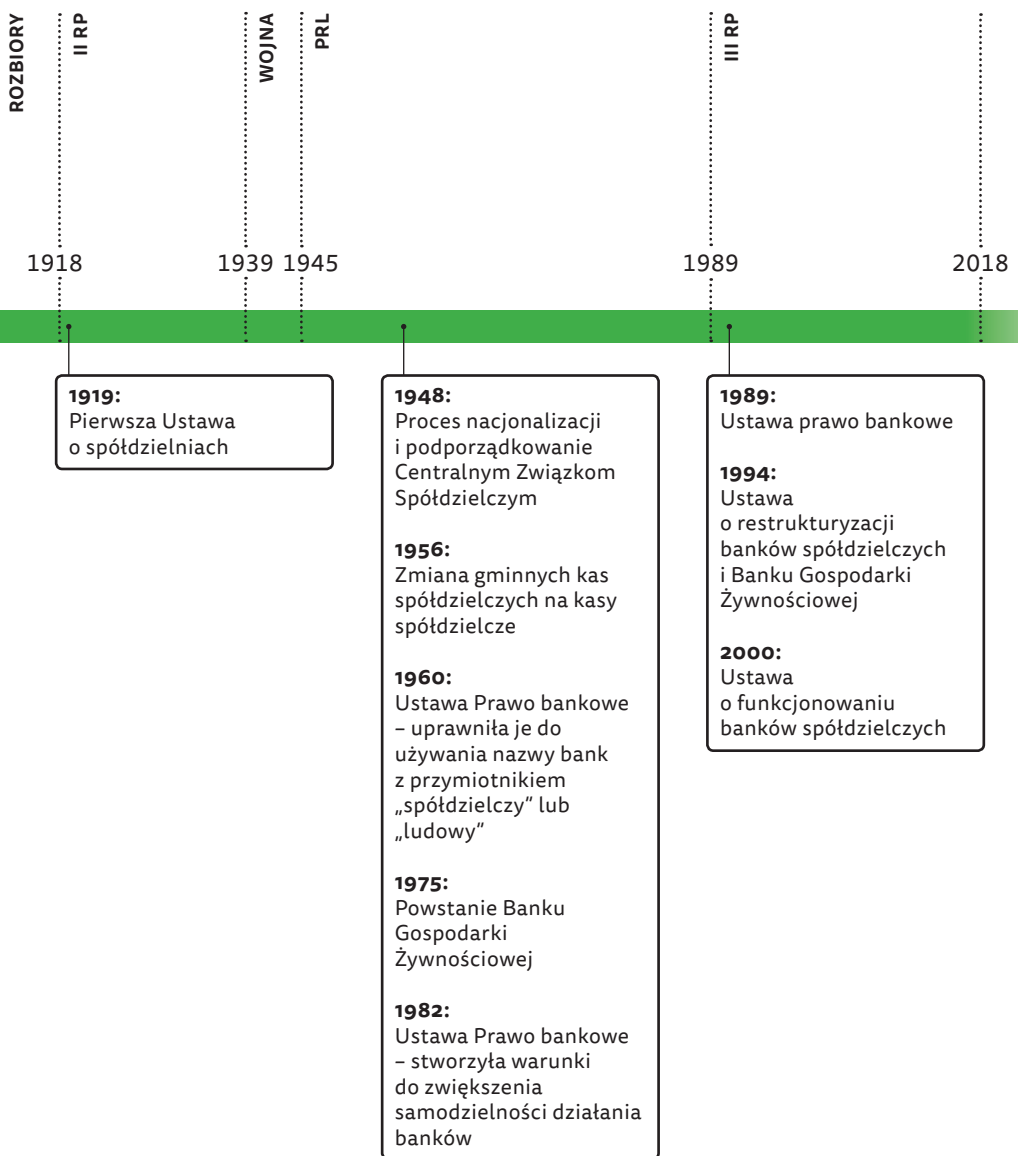 ROZBIORY
II RP
WOJNA
PRL
III RP
1918
1939
1945
1989
2018
1919:
Pierwsza Ustawa
o spółdzielniach
1948:
Proces nacjonalizacji
i podporządkowanie
Centralnym Związkom
Spółdzielczym
1956:
Zmiana gminnych kas
spółdzielczych na kasy
spółdzielcze
1960:
Ustawa Prawo bankowe
– uprawniła je do
używania nazwy bank
z przymiotnikiem
„spółdzielczy” lub
„ludowy”
1975:
Powstanie Banku
Gospodarki
Żywnościowej
1982:
Ustawa Prawo bankowe
– stworzyła warunki
do zwiększenia
samodzielności działania
banków
1989:
Ustawa prawo bankowe
1994:
Ustawa
o restrukturyzacji
banków spółdzielczych
i Banku Gospodarki
Żywnościowej
2000:
Ustawa
o funkcjonowaniu
banków spółdzielczych